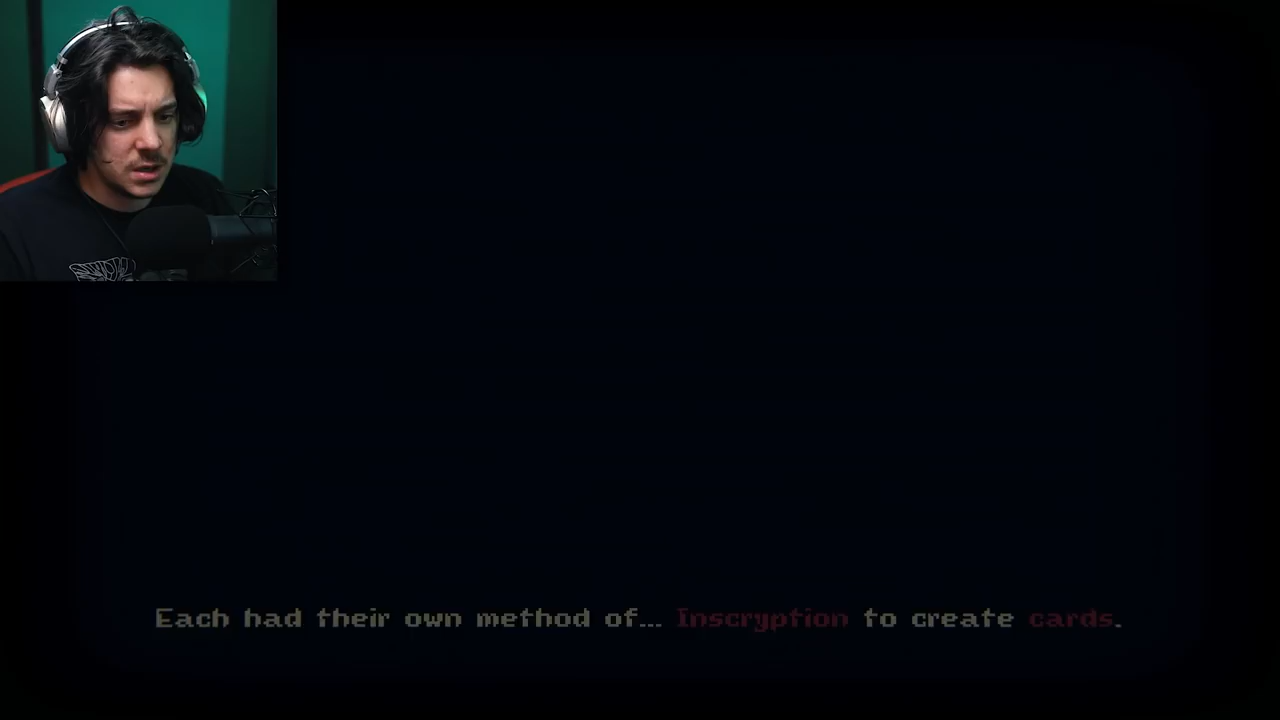 Each had their own method of... Inscryption to create cards.